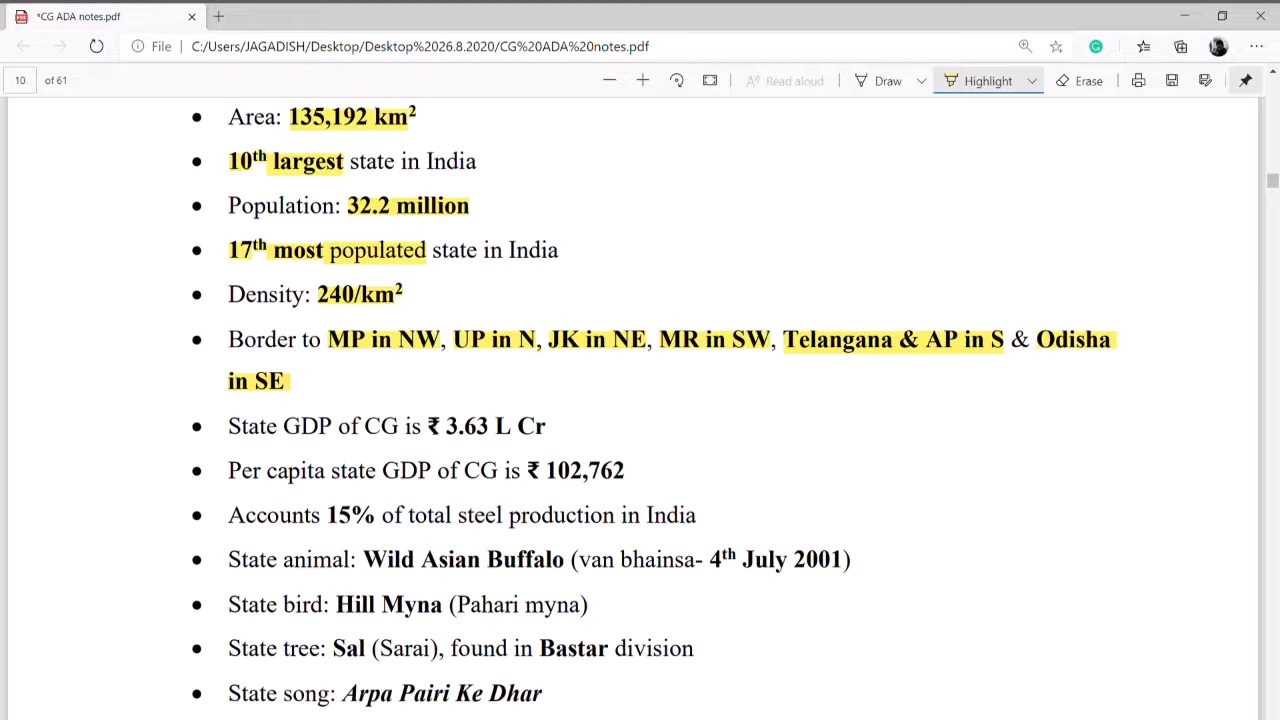 *CG ADA notes.pdf
File | C:/Users/JAGADISH/Desktop/Desktop%2026.8.2020/CG%20ADA%20notes.pdf
10 of 61 Read aloud Draw Highlight Erase
• Area: 135,192 km²
• 10th largest state in India
• Population: 32.2 million
• 17th most populated state in India
• Density: 240/km²
• Border to MP in NW, UP in N, JK in NE, MR in SW, Telangana & AP in S & Odisha
in SE
• State GDP of CG is ₹ 3.63 L Cr
• Per capita state GDP of CG is ₹ 102,762
• Accounts 15% of total steel production in India
• State animal: Wild Asian Buffalo (van bhainsa- 4th July 2001)
• State bird: Hill Myna (Pahari myna)
• State tree: Sal (Sarai), found in Bastar division
• State song: Arpa Pairi Ke Dhar